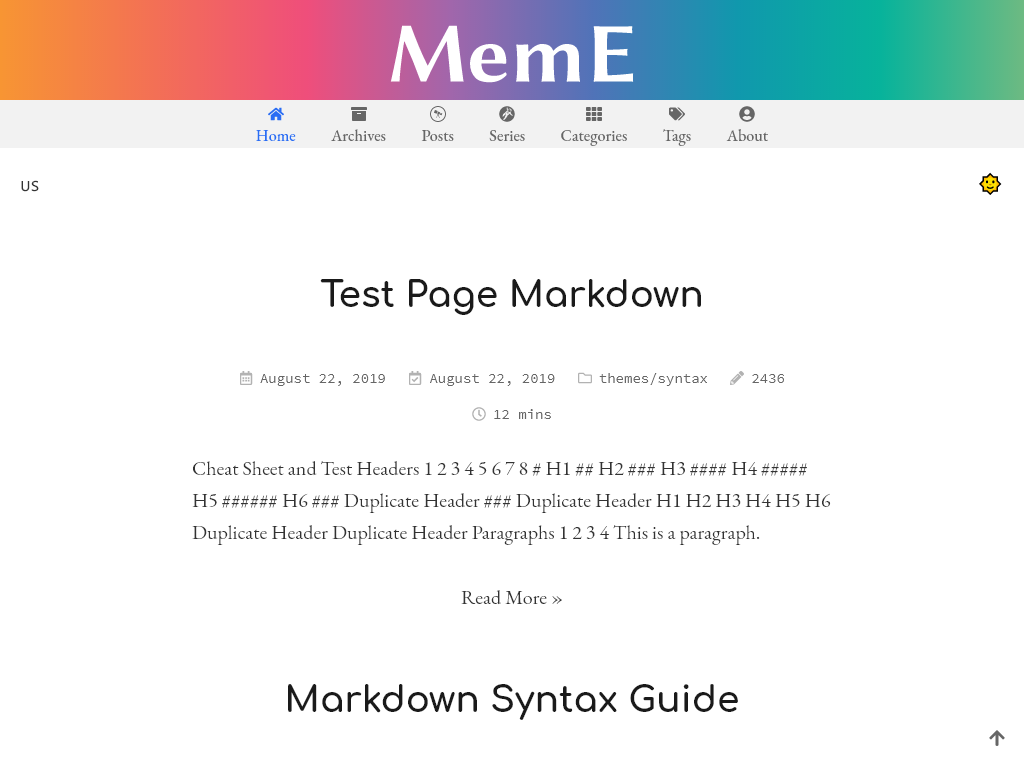 MemE
Home Archives Posts Series Categories Tags About
US
Test Page Markdown
August 22, 2019 August 22, 2019 themes/syntax 2436
12 mins
Cheat Sheet and Test Headers 1 2 3 4 5 6 7 8 # H1 ## H2 ### H3 #### H4 #####
H5 ###### H6 ### Duplicate Header ### Duplicate Header H1 H2 H3 H4 H5 H6
Duplicate Header Duplicate Header Paragraphs 1 2 3 4 This is a paragraph.
Read More »
Markdown Syntax Guide